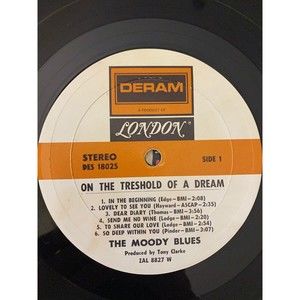 DERAM
A PRODUCT OF
LONDON
STEREO
SIDE 1
DES 18025
ON THE TRESHOLD OF A DREAM
1. IN THE BEGINNING (Edge-BMI-2:08)
2. LOVELY TO SEE YOU (Hayward-ASCAP-2:35)
3. DEAR DIARY (Thomas-BMI-3:56)
4. SEND ME NO WINE (Lodge-BMI-2:20)
5. TO SHARE OUR LOVE (Lodge-BMI-2:54)
6. SO DEEP WITHIN YOU (Pinder-BMI-3:07)
THE MOODY BLUES
Produced by Tony Clarke
ZAL 8827 W